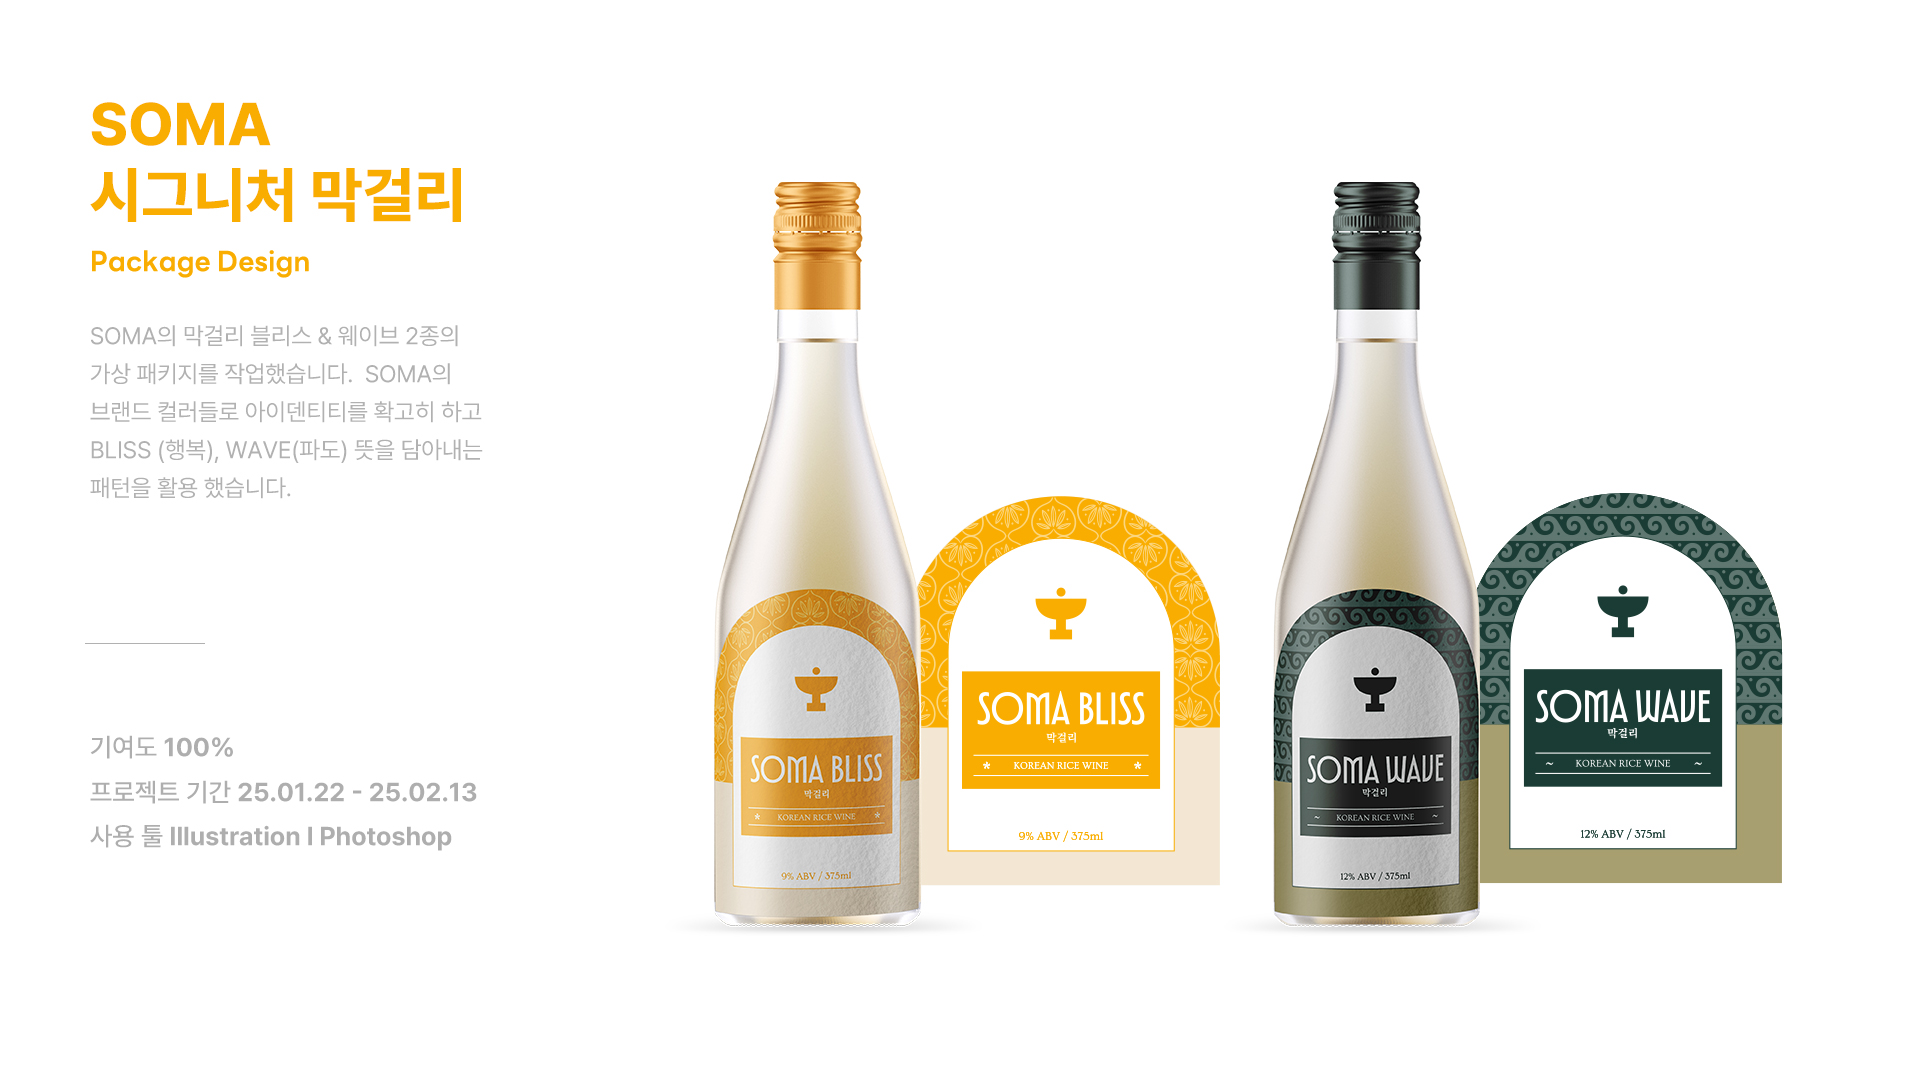 SOMA
시그니처 막걸리
Package Design
SOMA의 막걸리 블리스 & 웨이브 2종의
가상 패키지를 작업했습니다. SOMA의
브랜드 컬러들로 아이덴티티를 확고히 하고
BLISS (행복), WAVE(파도) 뜻을 담아내는
패턴을 활용 했습니다.
기여도 100%
프로젝트 기간 25.01.22 - 25.02.13
사용 툴 Illustration I Photoshop
SOMA BLISS
막걸리
* KOREAN RICE WINE *
9% ABV / 375ml
SOMA BLISS
막걸리
* KOREAN RICE WINE *
9% ABV / 375ml
SOMA WAVE
막걸리
~ KOREAN RICE WINE ~
12% ABV / 375ml
SOMA WAVE
막걸리
~ KOREAN RICE WINE ~
12% ABV / 375ml